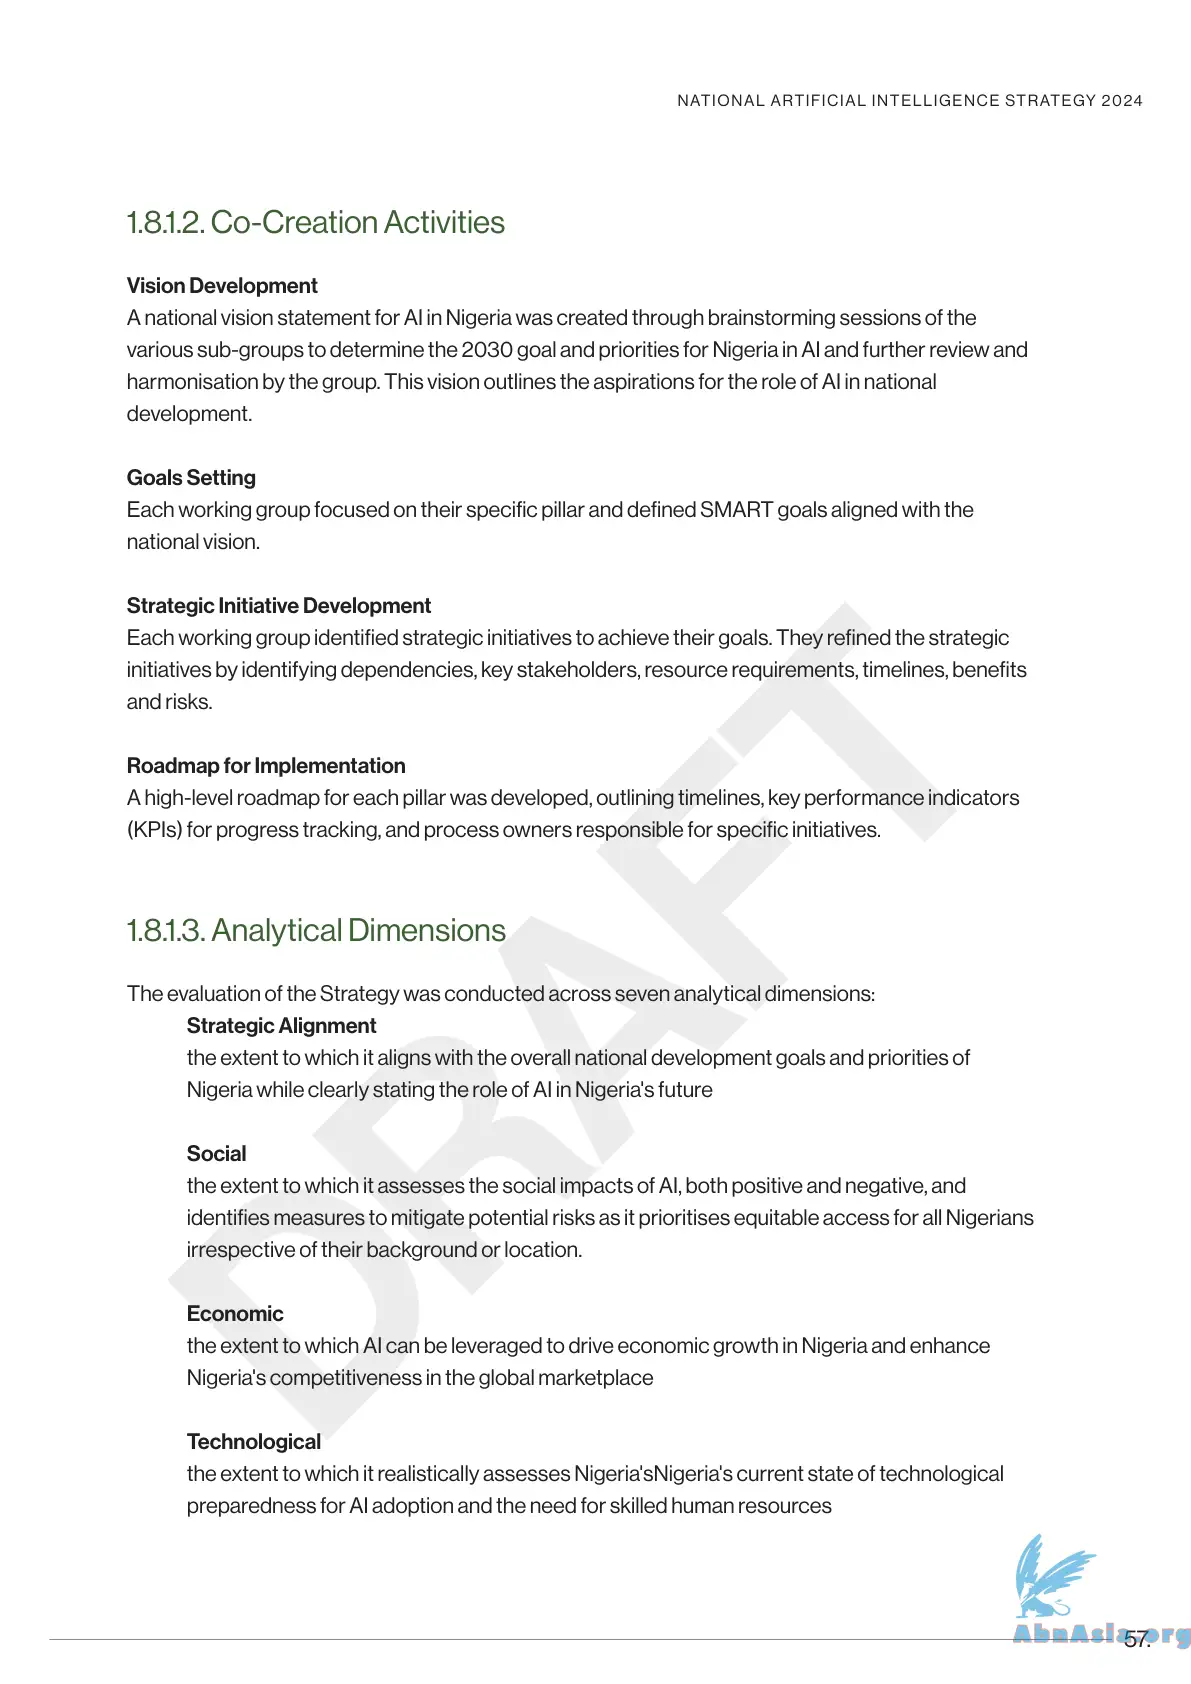 NATIONAL ARTIFICIAL INTELLIGENCE STRATEGY 2024
1.8.1.2. Co-Creation Activities
Vision Development
A national vision statement for AI in Nigeria was created through brainstorming sessions of the
various sub-groups to determine the 2030 goal and priorities for Nigeria in AI and further review and
harmonisation by the group. This vision outlines the aspirations for the role of AI in national
development.
Goals Setting
Each working group focused on their specific pillar and defined SMART goals aligned with the
national vision.
Strategic Initiative Development
Each working group identified strategic initiatives to achieve their goals. They refined the strategic
initiatives by identifying dependencies, key stakeholders, resource requirements, timelines, benefits
and risks.
Roadmap for Implementation
A high-level roadmap for each pillar was developed, outlining timelines, key performance indicators
(KPIs) for progress tracking, and process owners responsible for specific initiatives.
1.8.1.3. Analytical Dimensions
The evaluation of the Strategy was conducted across seven analytical dimensions:
Strategic Alignment
the extent to which it aligns with the overall national development goals and priorities of
Nigeria while clearly stating the role of AI in Nigeria's future
Social
the extent to which it assesses the social impacts of AI, both positive and negative, and
identifies measures to mitigate potential risks as it prioritises equitable access for all Nigerians
irrespective of their background or location.
Economic
the extent to which AI can be leveraged to drive economic growth in Nigeria and enhance
Nigeria's competitiveness in the global marketplace
Technological
the extent to which it realistically assesses Nigeria'sNigeria's current state of technological
preparedness for AI adoption and the need for skilled human resources
DRAFT
AbnAsia.org
57.